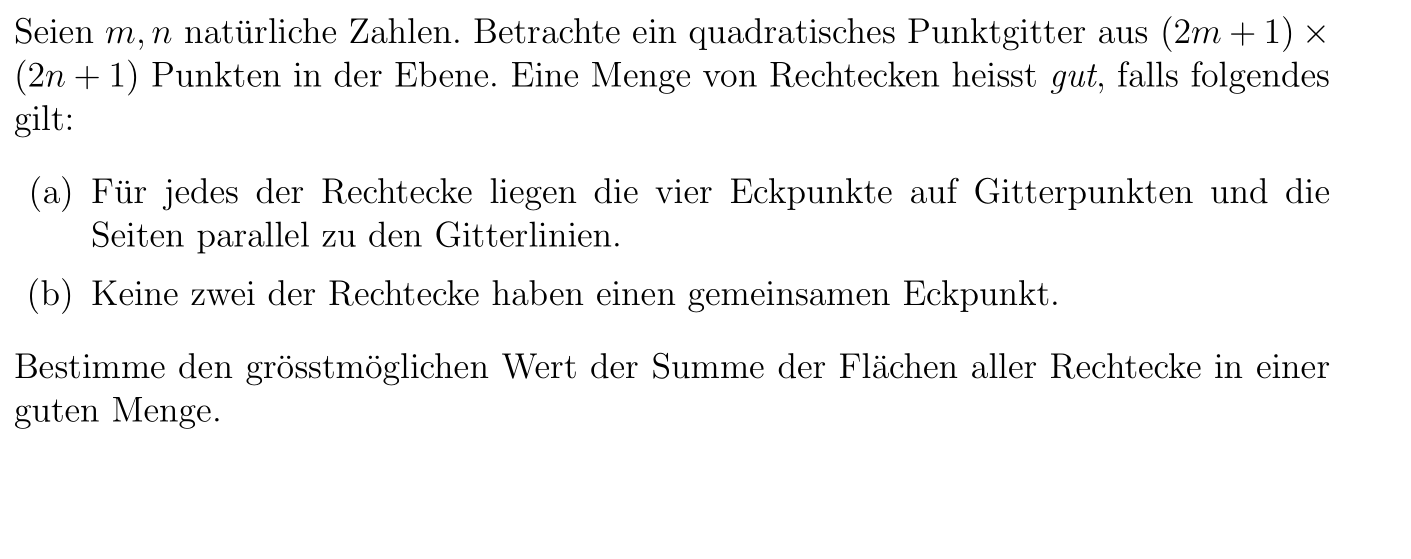 Seien m, n natürliche Zahlen. Betrachte ein quadratisches Punktgitter aus (2m + 1) ×
(2n + 1) Punkten in der Ebene. Eine Menge von Rechtecken heisst gut, falls folgendes
gilt:
(a) Für jedes der Rechtecke liegen die vier Eckpunkte auf Gitterpunkten und die
Seiten parallel zu den Gitterlinien.
(b) Keine zwei der Rechtecke haben einen gemeinsamen Eckpunkt.
Bestimme den grösstmöglichen Wert der Summe der Flächen aller Rechtecke in einer
guten Menge.